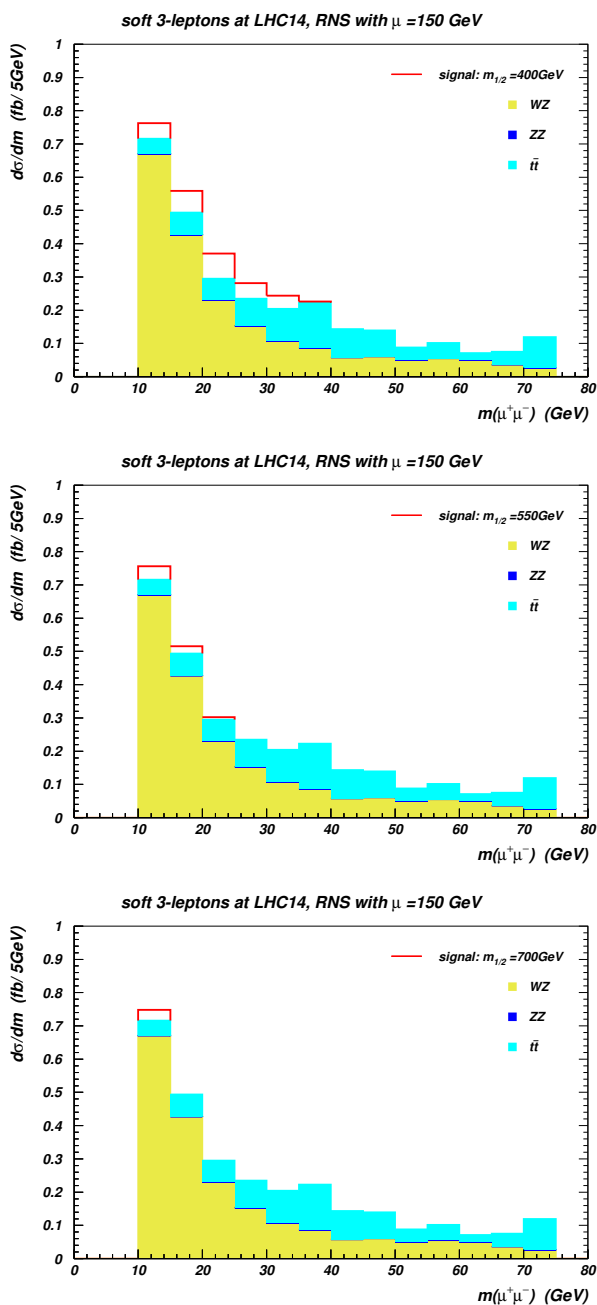 soft 3-leptons at LHC14, RNS with μ =150 GeV
dσ/dm (fb/ 5GeV)
1
0.9
0.8
0.7
0.6
0.5
0.4
0.3
0.2
0.1
0
signal: m1/2 =400GeV
WZ
ZZ
tt̄
0 10 20 30 40 50 60 70 80
m(μ+μ−) (GeV)
soft 3-leptons at LHC14, RNS with μ =150 GeV
dσ/dm (fb/ 5GeV)
1
0.9
0.8
0.7
0.6
0.5
0.4
0.3
0.2
0.1
0
signal: m1/2 =550GeV
WZ
ZZ
tt̄
0 10 20 30 40 50 60 70 80
m(μ+μ−) (GeV)
soft 3-leptons at LHC14, RNS with μ =150 GeV
dσ/dm (fb/ 5GeV)
1
0.9
0.8
0.7
0.6
0.5
0.4
0.3
0.2
0.1
0
signal: m1/2 =700GeV
WZ
ZZ
tt̄
0 10 20 30 40 50 60 70 80
m(μ+μ−) (GeV)